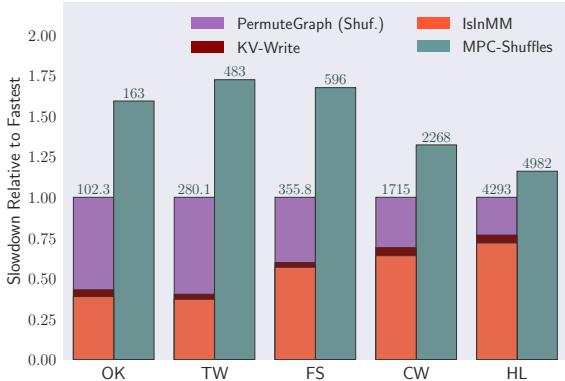 PermuteGraph (Shuf.)
KV-Write
IsInMM
MPC-Shuffles
Slowdown Relative to Fastest
2.00
1.75
1.50
1.25
1.00
0.75
0.50
0.25
0.00
102.3
163
280.1
483
355.8
596
1715
2268
4293
4982
OK
TW
FS
CW
HL